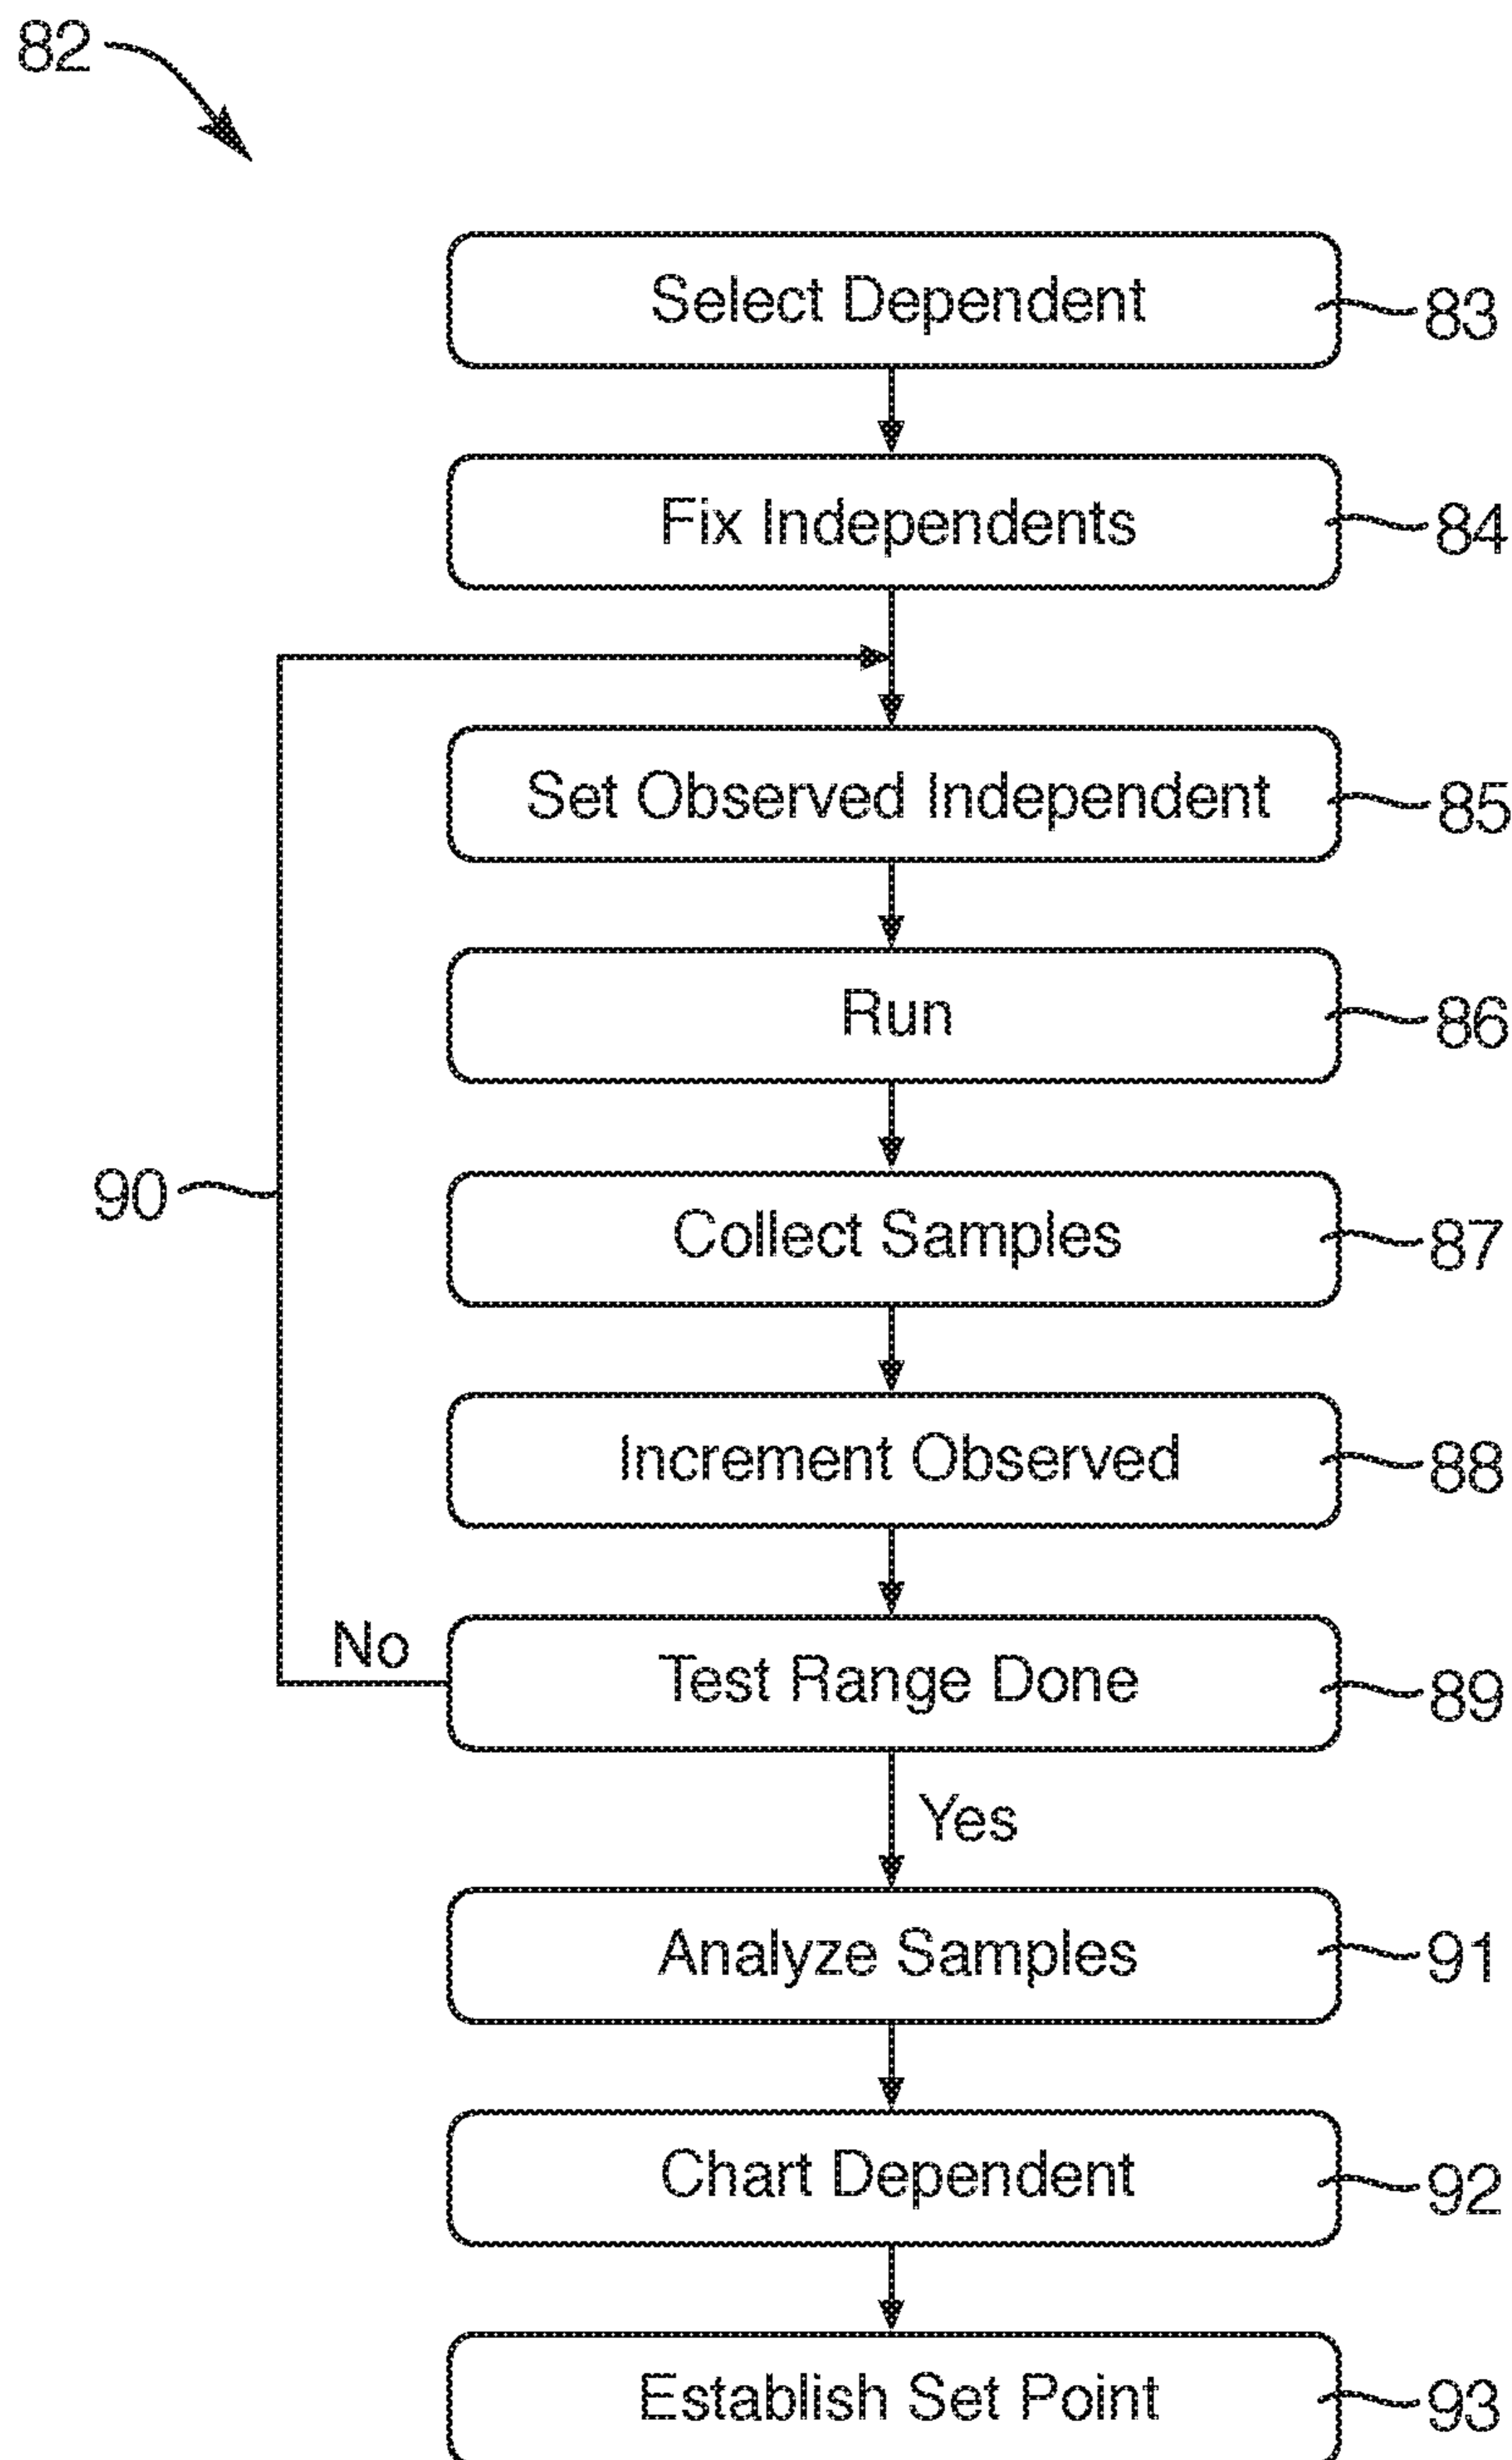 82
Select Dependent
83
Fix Independents
84
Set Observed Independent
85
Run
86
90
Collect Samples
87
Increment Observed
88
No
Test Range Done
89
Yes
Analyze Samples
91
Chart Dependent
92
Establish Set Point
93